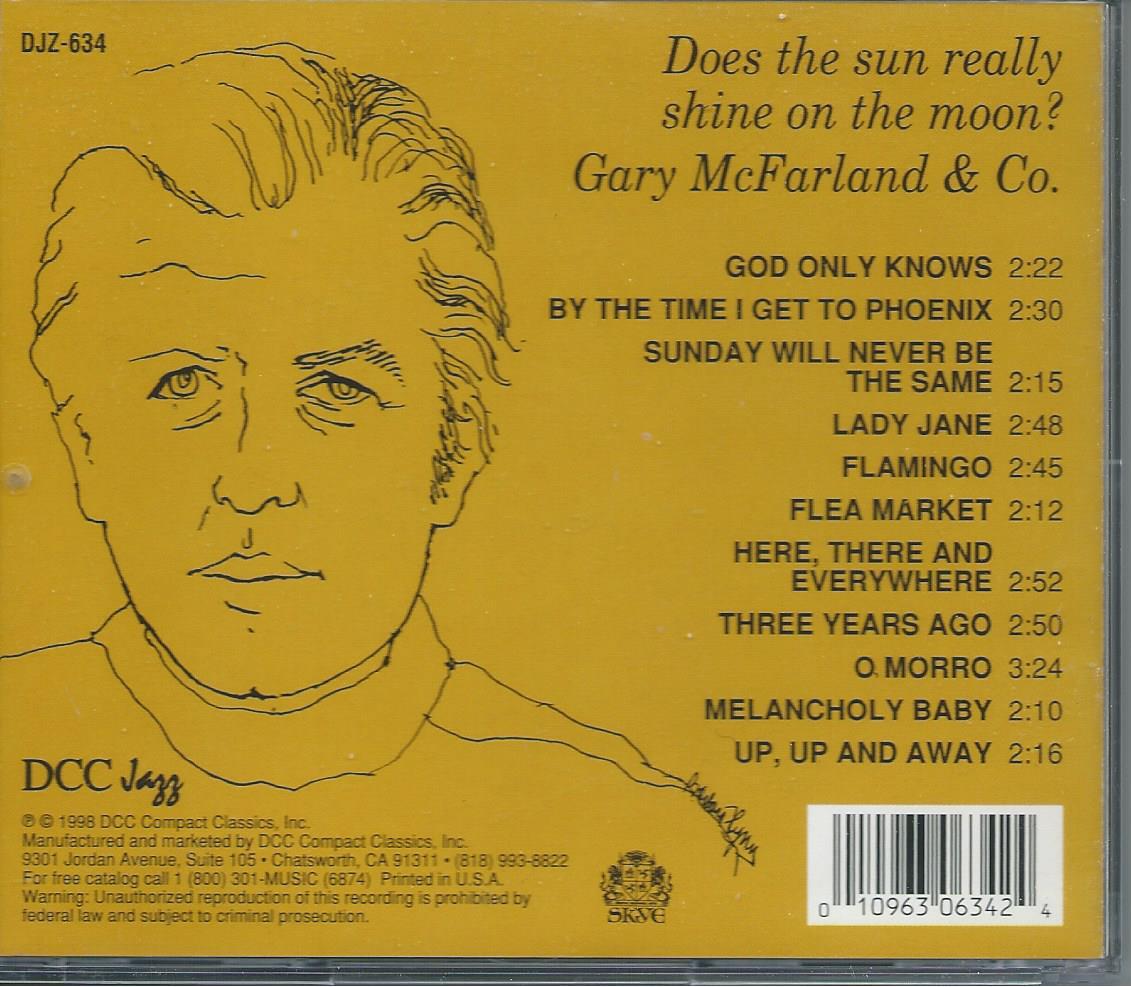 DJZ-634
Does the sun really
shine on the moon?
Gary McFarland & Co.
GOD ONLY KNOWS 2:22
BY THE TIME I GET TO PHOENIX 2:30
SUNDAY WILL NEVER BE
THE SAME 2:15
LADY JANE 2:48
FLAMINGO 2:45
FLEA MARKET 2:12
HERE, THERE AND
EVERYWHERE 2:52
THREE YEARS AGO 2:50
O MORRO 3:24
MELANCHOLY BABY 2:10
UP, UP AND AWAY 2:16
DCC Jazz
℗ © 1998 DCC Compact Classics, Inc.
Manufactured and marketed by DCC Compact Classics, Inc.
9301 Jordan Avenue, Suite 105 • Chatsworth, CA 91311 • (818) 993-8822
For free catalog call 1 (800) 301-MUSIC (6874) Printed in U.S.A.
Warning: Unauthorized reproduction of this recording is prohibited by
federal law and subject to criminal prosecution.
SKYE
0 10963 06342 4